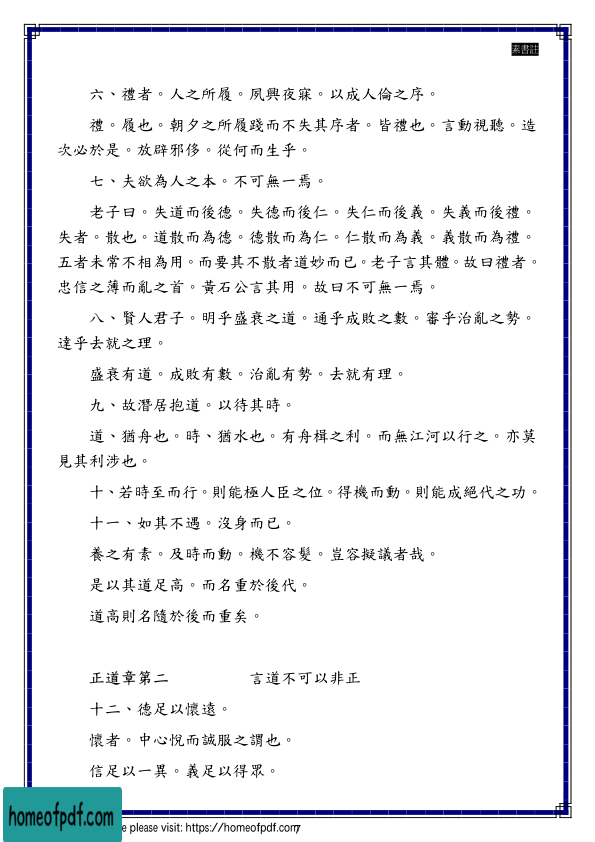 素書註
六、禮者。人之所履。夙興夜寐。以成人倫之序。
禮。履也。朝夕之所履踐而不失其序者。皆禮也。言動視聽。造
次必於是。放辟邪侈。從何而生乎。
七、夫欲為人之本。不可無一焉。
老子曰。失道而後德。失德而後仁。失仁而後義。失義而後禮。
失者。散也。道散而為德。德散而為仁。仁散而為義。義散而為禮。
五者未常不相為用。而要其不散者道妙而已。老子言其體。故曰禮者。
忠信之薄而亂之首。黃石公言其用。故曰不可無一焉。
八、賢人君子。明乎盛衰之道。通乎成敗之數。審乎治亂之勢。
達乎去就之理。
盛衰有道。成敗有數。治亂有勢。去就有理。
九、故潛居抱道。以待其時。
道、猶舟也。時、猶水也。有舟楫之利。而無江河以行之。亦莫
見其利涉也。
十、若時至而行。則能極人臣之位。得機而動。則能成絕代之功。
十一、如其不遇。沒身而已。
養之有素。及時而動。機不容髮。豈容擬議者哉。
是以其道足高。而名重於後代。
道高則名隨於後而重矣。
正道章第二 言道不可以非正
十二、德足以懷遠。
懷者。中心悅而誠服之謂也。
信足以一異。義足以得眾。
homeofpdf.com
e please visit: https://homeofpdf.com
7